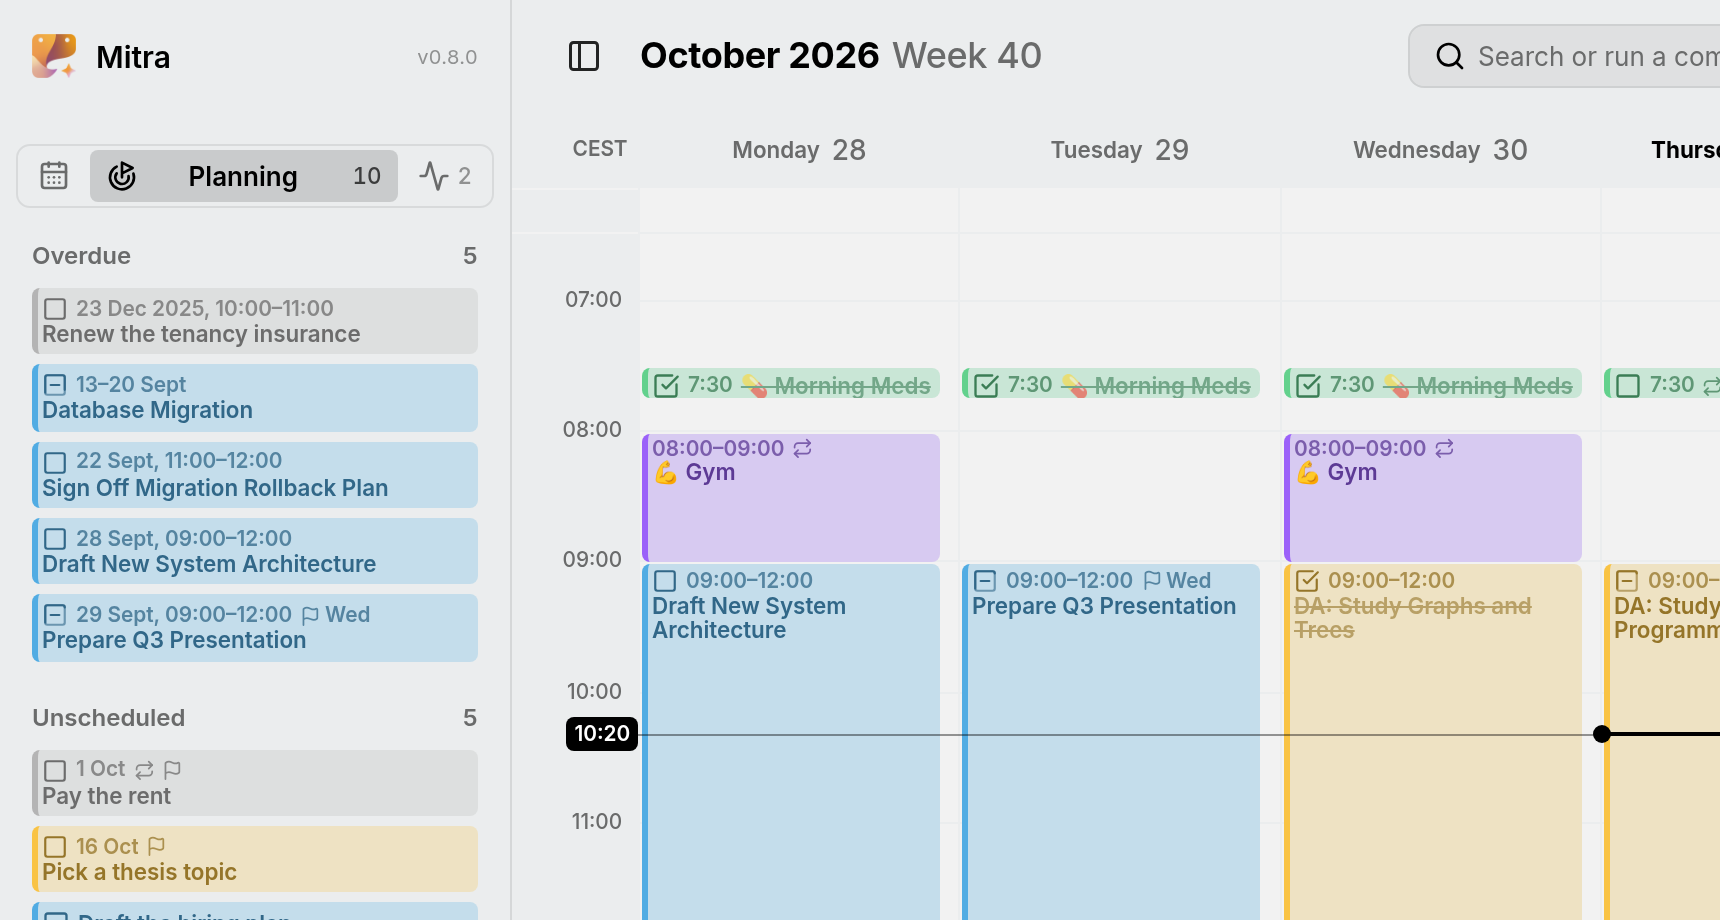 Mitra
v0.8.0
Planning 10
2
Overdue 5
23 Dec 2025, 10:00–11:00
Renew the tenancy insurance
13–20 Sept
Database Migration
22 Sept, 11:00–12:00
Sign Off Migration Rollback Plan
28 Sept, 09:00–12:00
Draft New System Architecture
29 Sept, 09:00–12:00 Wed
Prepare Q3 Presentation
Unscheduled 5
1 Oct
Pay the rent
16 Oct
Pick a thesis topic
Draft the hiring plan
October 2026 Week 40
Search or run a com
CEST
Monday 28
Tuesday 29
Wednesday 30
Thurs
07:00
08:00
09:00
10:00
10:20
11:00
7:30 💊 Morning Meds
08:00–09:00
💪 Gym
09:00–12:00
Draft New System
Architecture
7:30 💊 Morning Meds
09:00–12:00 Wed
Prepare Q3 Presentation
7:30 💊 Morning Meds
08:00–09:00
💪 Gym
09:00–12:00
DA: Study Graphs and
Trees
7:30
09:00–
DA: Study
Programm